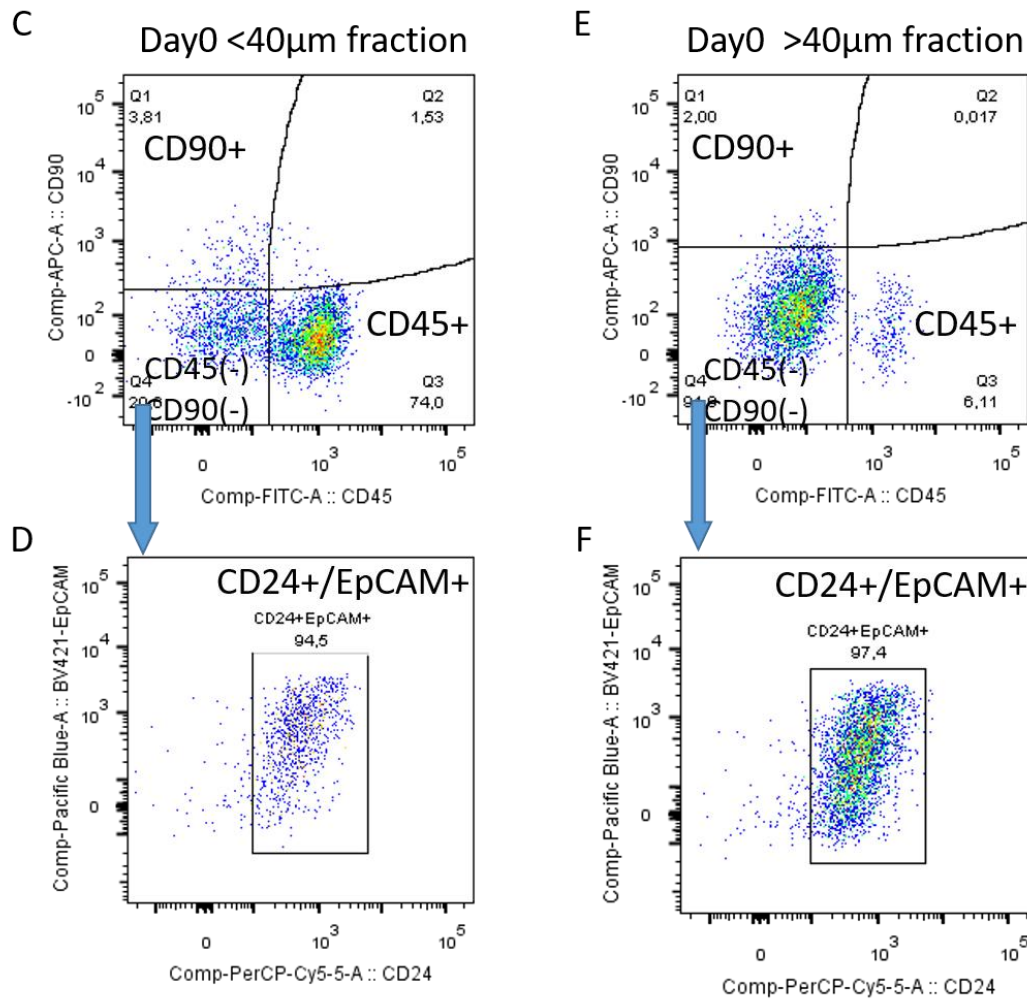 C
Day0 <40µm fraction
Q1
3,81
Q2
1,53
CD90+
CD45+
CD45(-)
CD90(-)
Q4
Q3
74,0
10^5
10^4
10^3
10^2
0
-10^2
Comp-APC-A :: CD90
0
10^3
10^5
Comp-FITC-A :: CD45
E
Day0 >40µm fraction
Q1
2,00
Q2
0,017
CD90+
CD45+
CD45(-)
CD90(-)
Q4
Q3
6,11
10^5
10^4
10^3
10^2
0
-10^2
Comp-APC-A :: CD90
0
10^3
10^5
Comp-FITC-A :: CD45
D
CD24+/EpCAM+
CD24+EpCAM+
94,5
10^5
10^4
10^3
0
Comp-Pacific Blue-A :: BV421-EpCAM
0
10^3
10^5
Comp-PerCP-Cy5-5-A :: CD24
F
CD24+/EpCAM+
CD24+EpCAM+
97,4
10^5
10^4
10^3
0
Comp-Pacific Blue-A :: BV421-EpCAM
0
10^3
10^5
Comp-PerCP-Cy5-5-A :: CD24